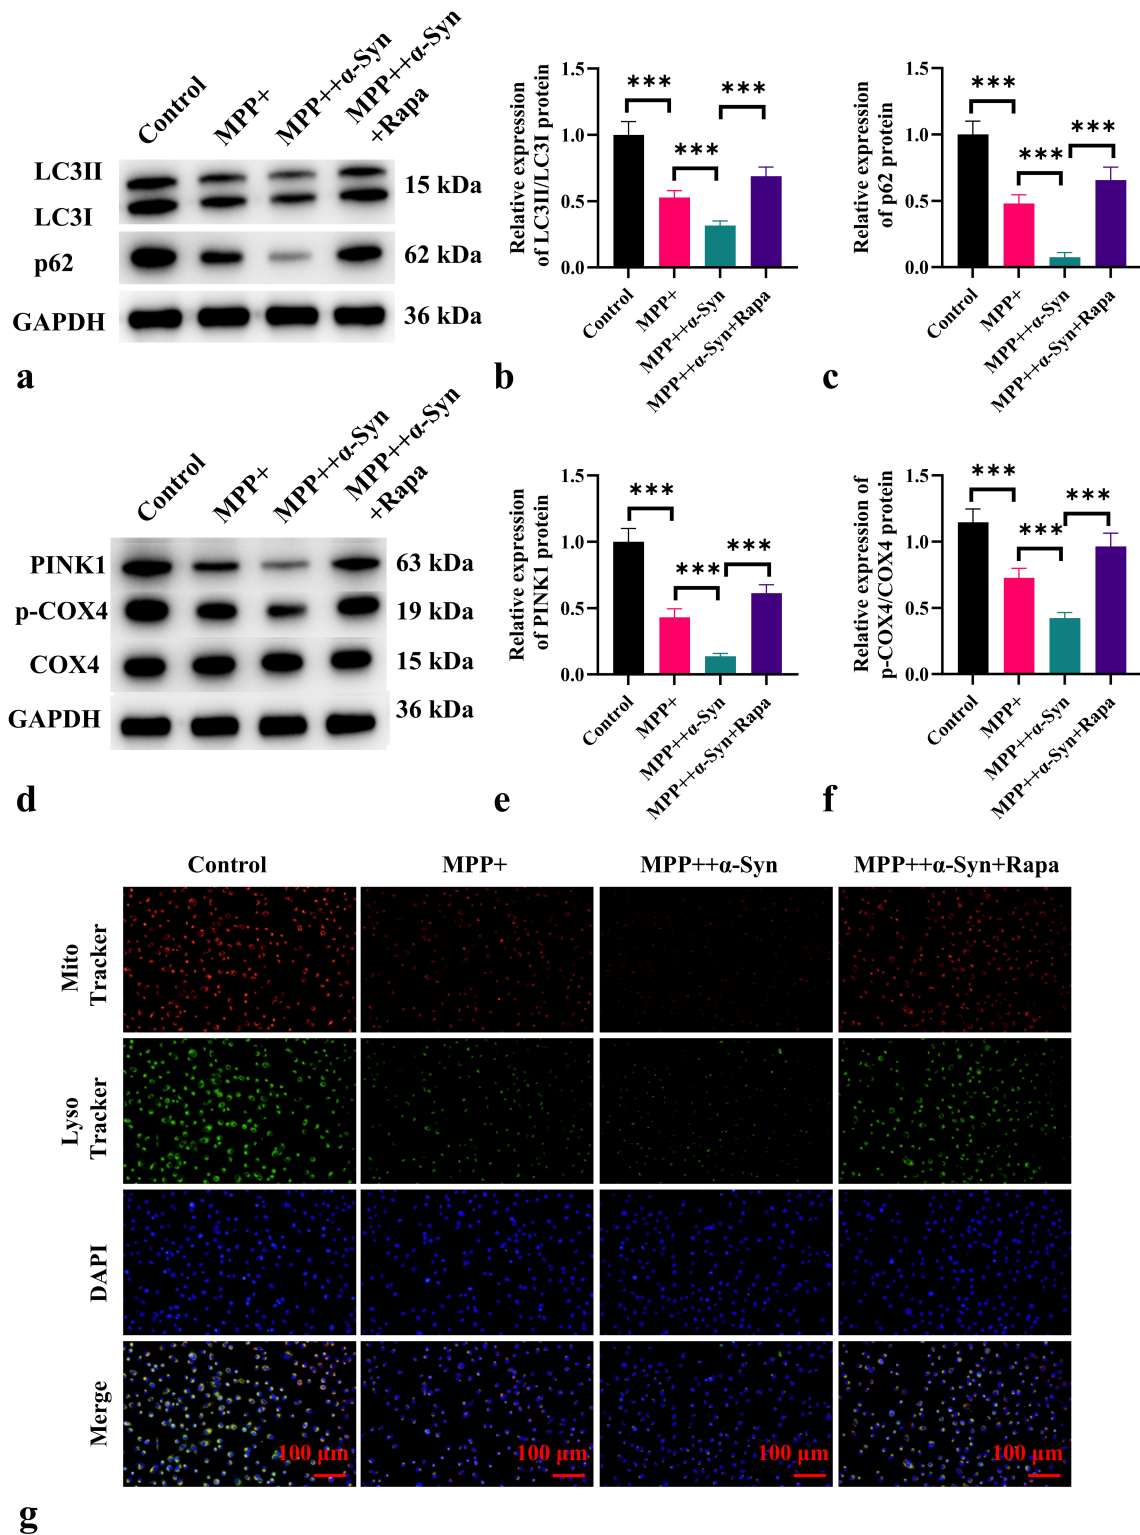 Control
MPP+
MPP++α-Syn
MPP++α-Syn
+Rapa
LC3II
LC3I
15 kDa
p62
62 kDa
GAPDH
36 kDa
a
Relative expression
of LC3II/LC3I protein
1.5
1.0
0.5
0.0
***
***
***
Control
MPP+
MPP++α-Syn
MPP++α-Syn+Rapa
b
Relative expression
of p62 protein
1.5
1.0
0.5
0.0
***
***
***
Control
MPP+
MPP++α-Syn
MPP++α-Syn+Rapa
c
Control
MPP+
MPP++α-Syn
MPP++α-Syn
+Rapa
PINK1
63 kDa
p-COX4
19 kDa
COX4
15 kDa
GAPDH
36 kDa
d
Relative expression
of PINK1 protein
1.5
1.0
0.5
0.0
***
***
***
Control
MPP+
MPP++α-Syn
MPP++α-Syn+Rapa
e
Relative expression of
p-COX4/COX4 protein
1.5
1.0
0.5
0.0
***
***
***
Control
MPP+
MPP++α-Syn
MPP++α-Syn+Rapa
f
Control
MPP+
MPP++α-Syn
MPP++α-Syn+Rapa
Mito
Tracker
Lyso
Tracker
DAPI
Merge
100 μm
100 μm
100 μm
100 μm
g